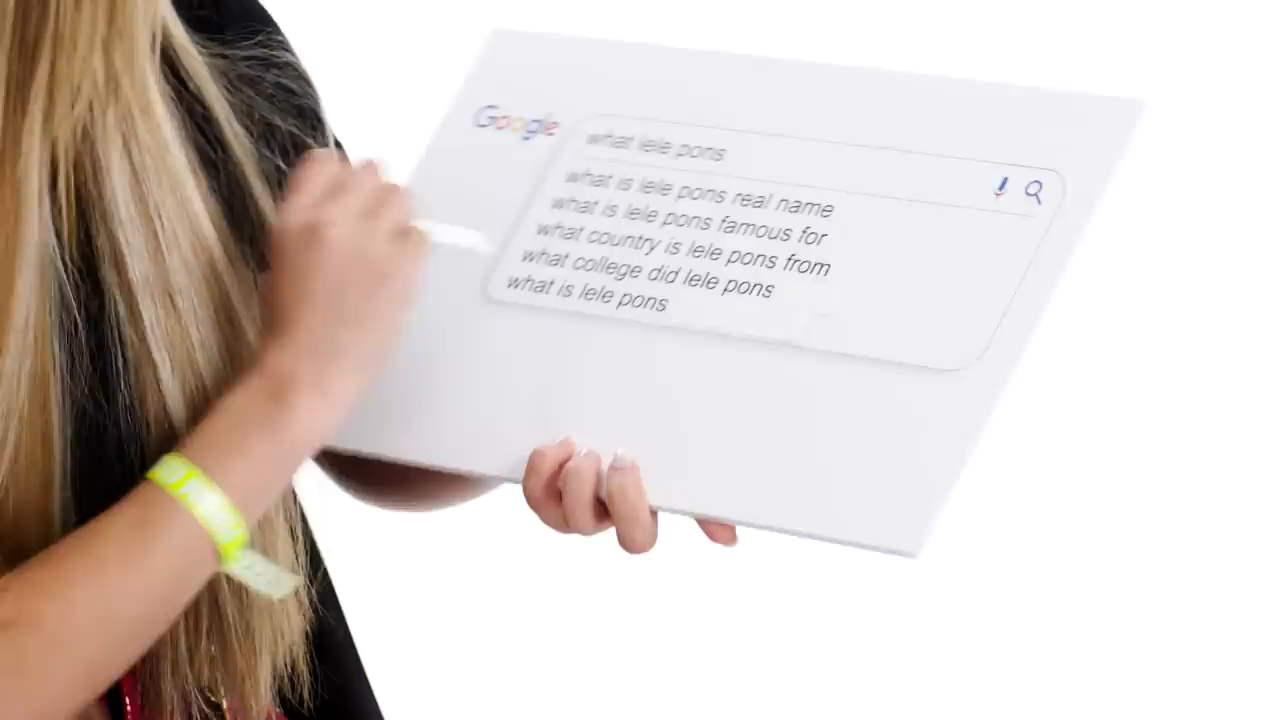 Google
what lele pons
what is lele pons real name
what is lele pons famous for
what country is lele pons from
what college did lele pons
what is lele pons